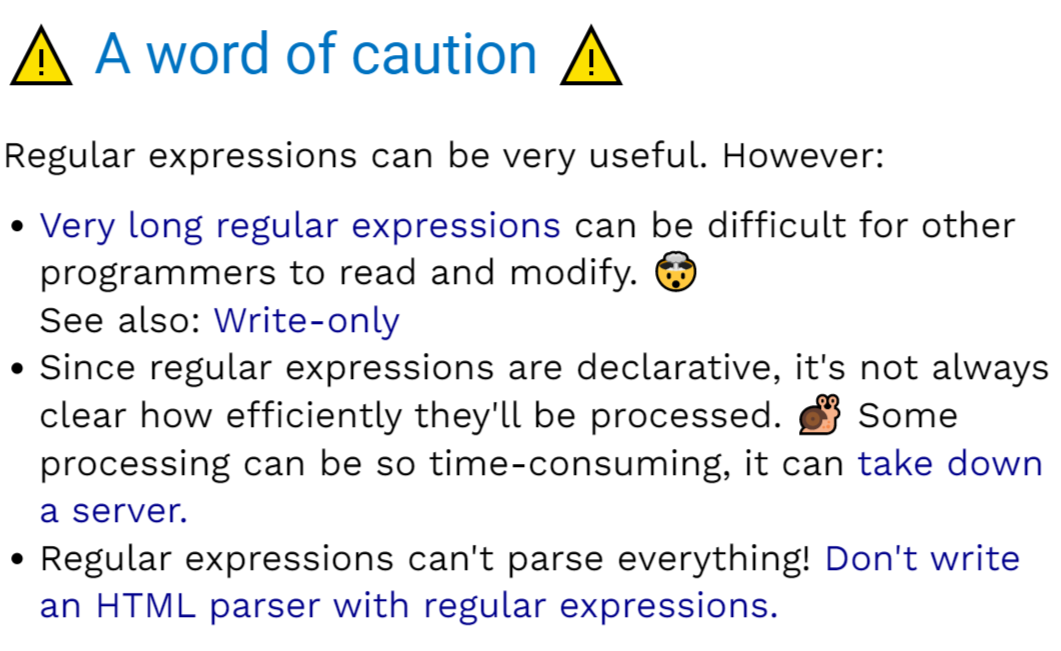 ⚠ A word of caution ⚠
Regular expressions can be very useful. However:
• Very long regular expressions can be difficult for other
programmers to read and modify. 🤯
See also: Write-only
• Since regular expressions are declarative, it's not always
clear how efficiently they'll be processed. 🐌 Some
processing can be so time-consuming, it can take down
a server.
• Regular expressions can't parse everything! Don't write
an HTML parser with regular expressions.